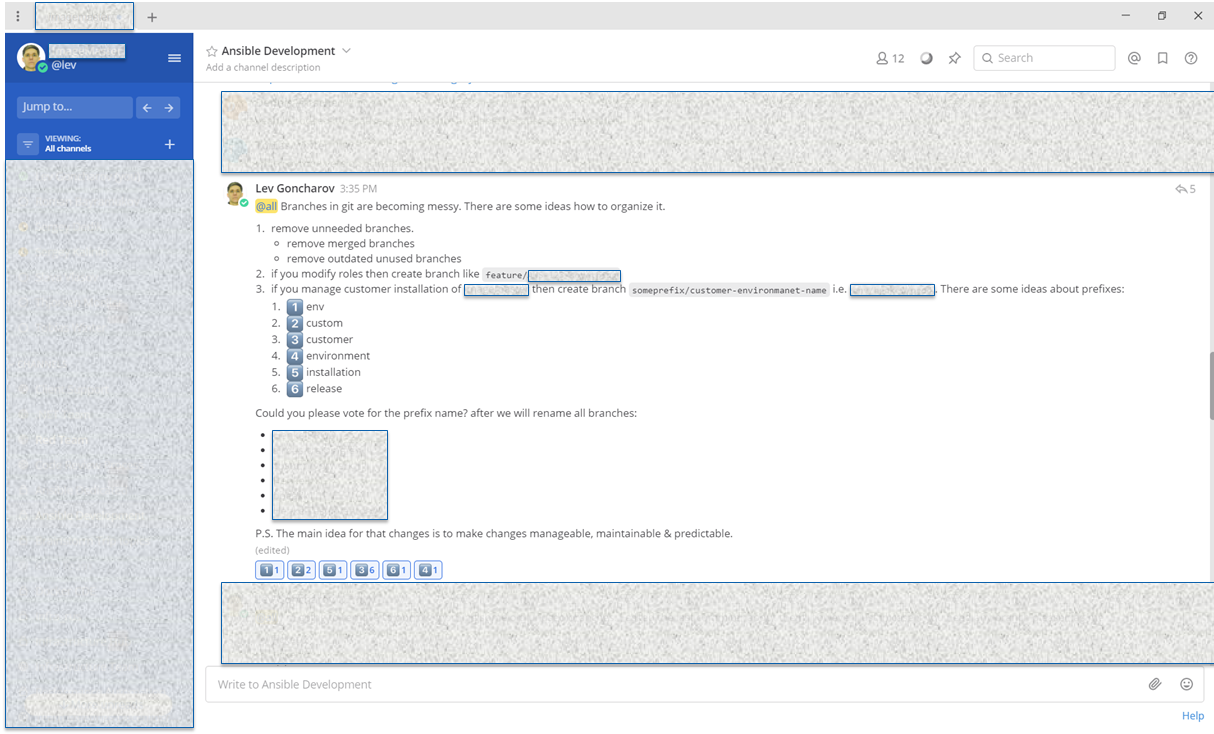 Ansible Development
Add a channel description
12
Search
@lev
Jump to...
VIEWING:
All channels
Lev Goncharov 3:35 PM
5
@all Branches in git are becoming messy. There are some ideas how to organize it.
1. remove unneeded branches.
remove merged branches
remove outdated unused branches
2. if you modify roles then create branch like feature/
3. if you manage customer installation of then create branch someprefix/customer-environmanet-name i.e. . There are some ideas about prefixes:
1. 1 env
2. 2 custom
3. 3 customer
4. 4 environment
5. 5 installation
6. 6 release
Could you please vote for the prefix name? after we will rename all branches:
P.S. The main idea for that changes is to make changes manageable, maintainable & predictable.
(edited)
1 1 2 2 5 1 3 6 6 1 4 1
Write to Ansible Development
Help